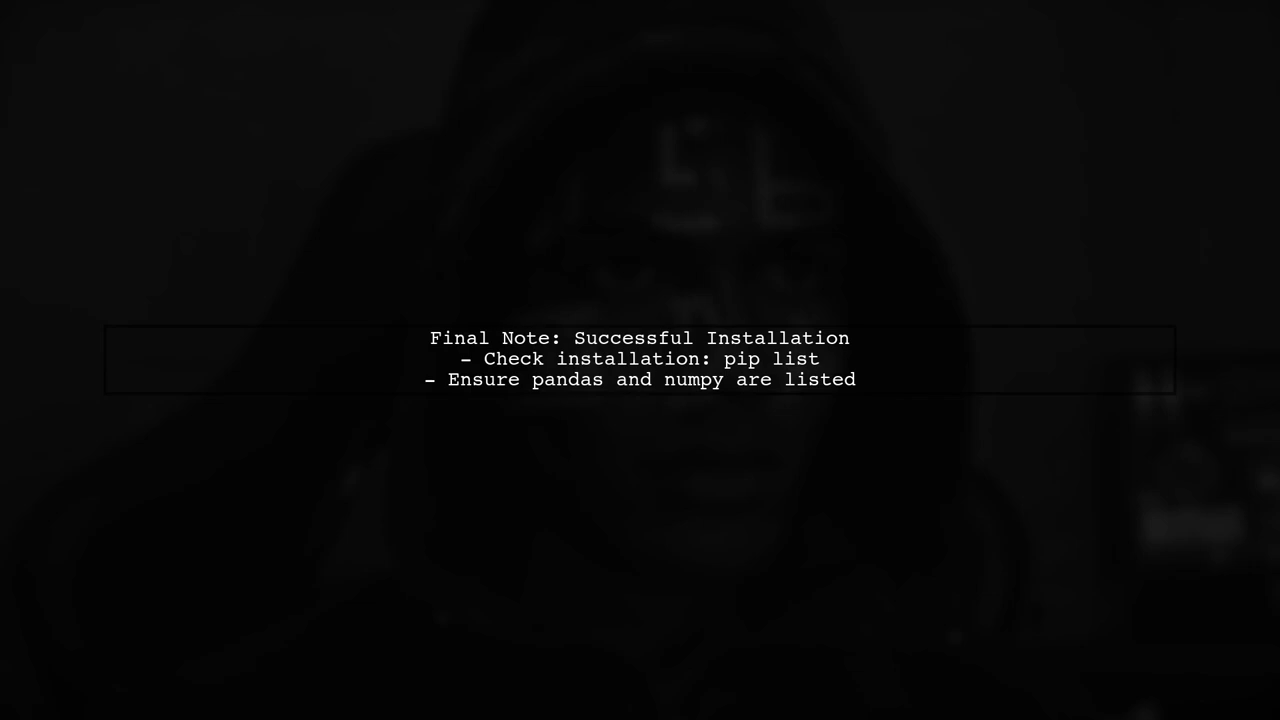 Final Note: Successful Installation
- Check installation: pip list
- Ensure pandas and numpy are listed